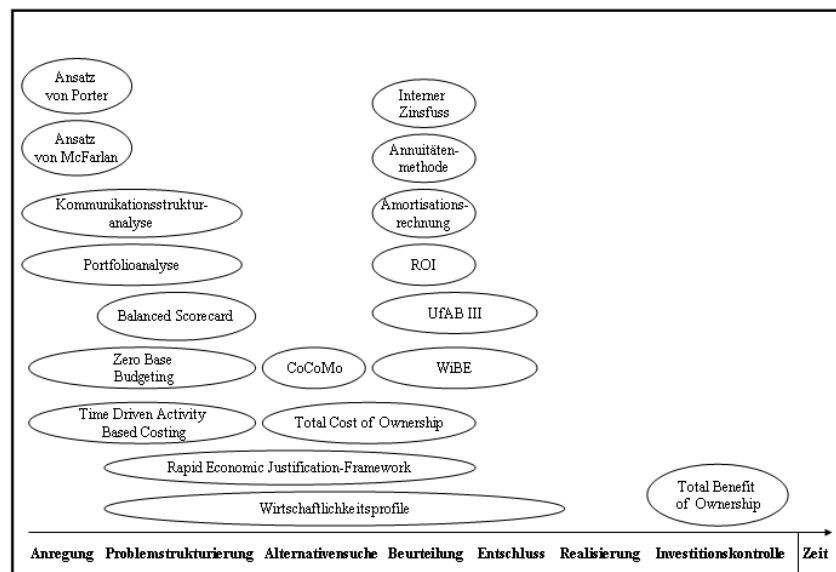 Ansatz
von Porter
Ansatz
von McFarlan
Kommunikationsstruktur-
analyse
Portfolioanalyse
Balanced Scorecard
Zero Base
Budgeting
Time Driven Activity
Based Costing
CoCoMo
Total Cost of Ownership
Interner
Zinsfuss
Annuitäten-
methode
Amortisations-
rechnung
ROI
UfAB III
WiBE
Rapid Economic Justification-Framework
Wirtschaftlichkeitsprofile
Total Benefit
of Ownership
Anregung Problemstrukturierung Alternativensuche Beurteilung Entschluss Realisierung Investitionskontrolle Zeit